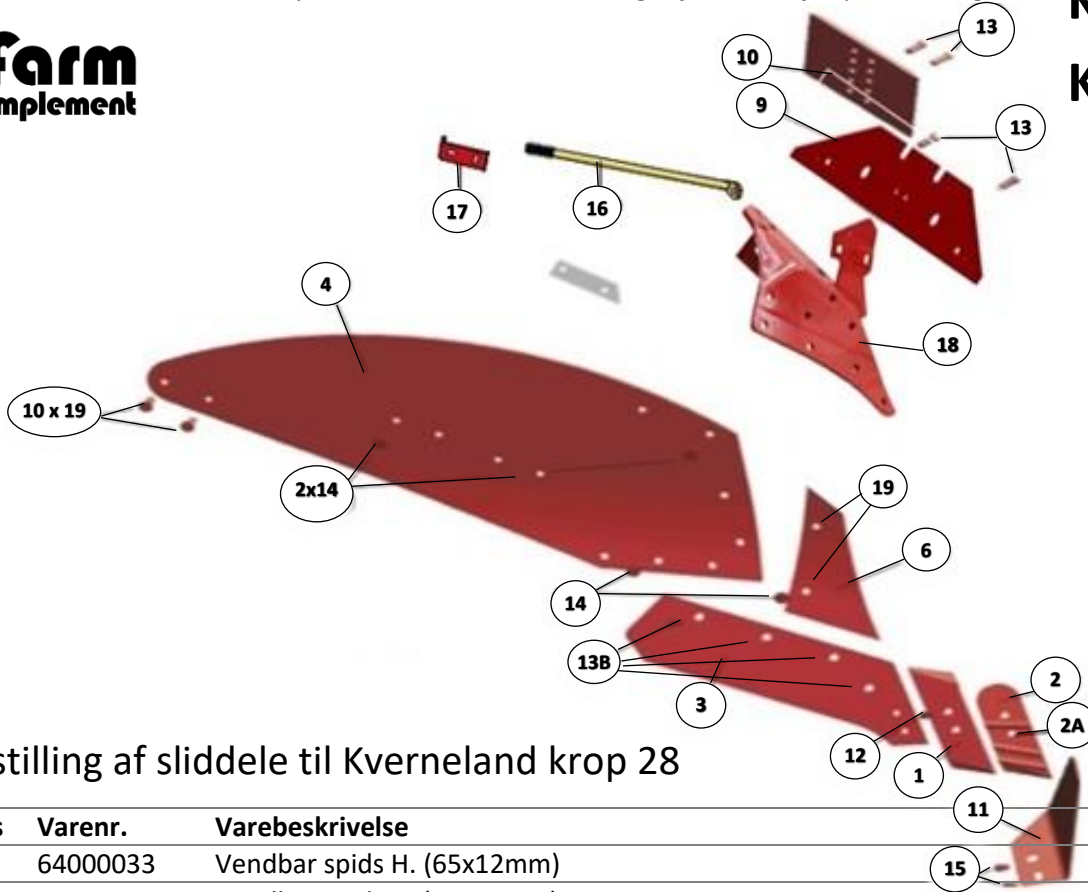 farm
mplement
K
13
10
9
13
17
16
4
18
10 x 19
2x14
19
6
14
13B
3
2
2A
12
1
11
15
stilling af sliddele til Kverneland krop 28
s Varenr. Varebeskrivelse
64000033 Vendbar spids H. (65x12mm)